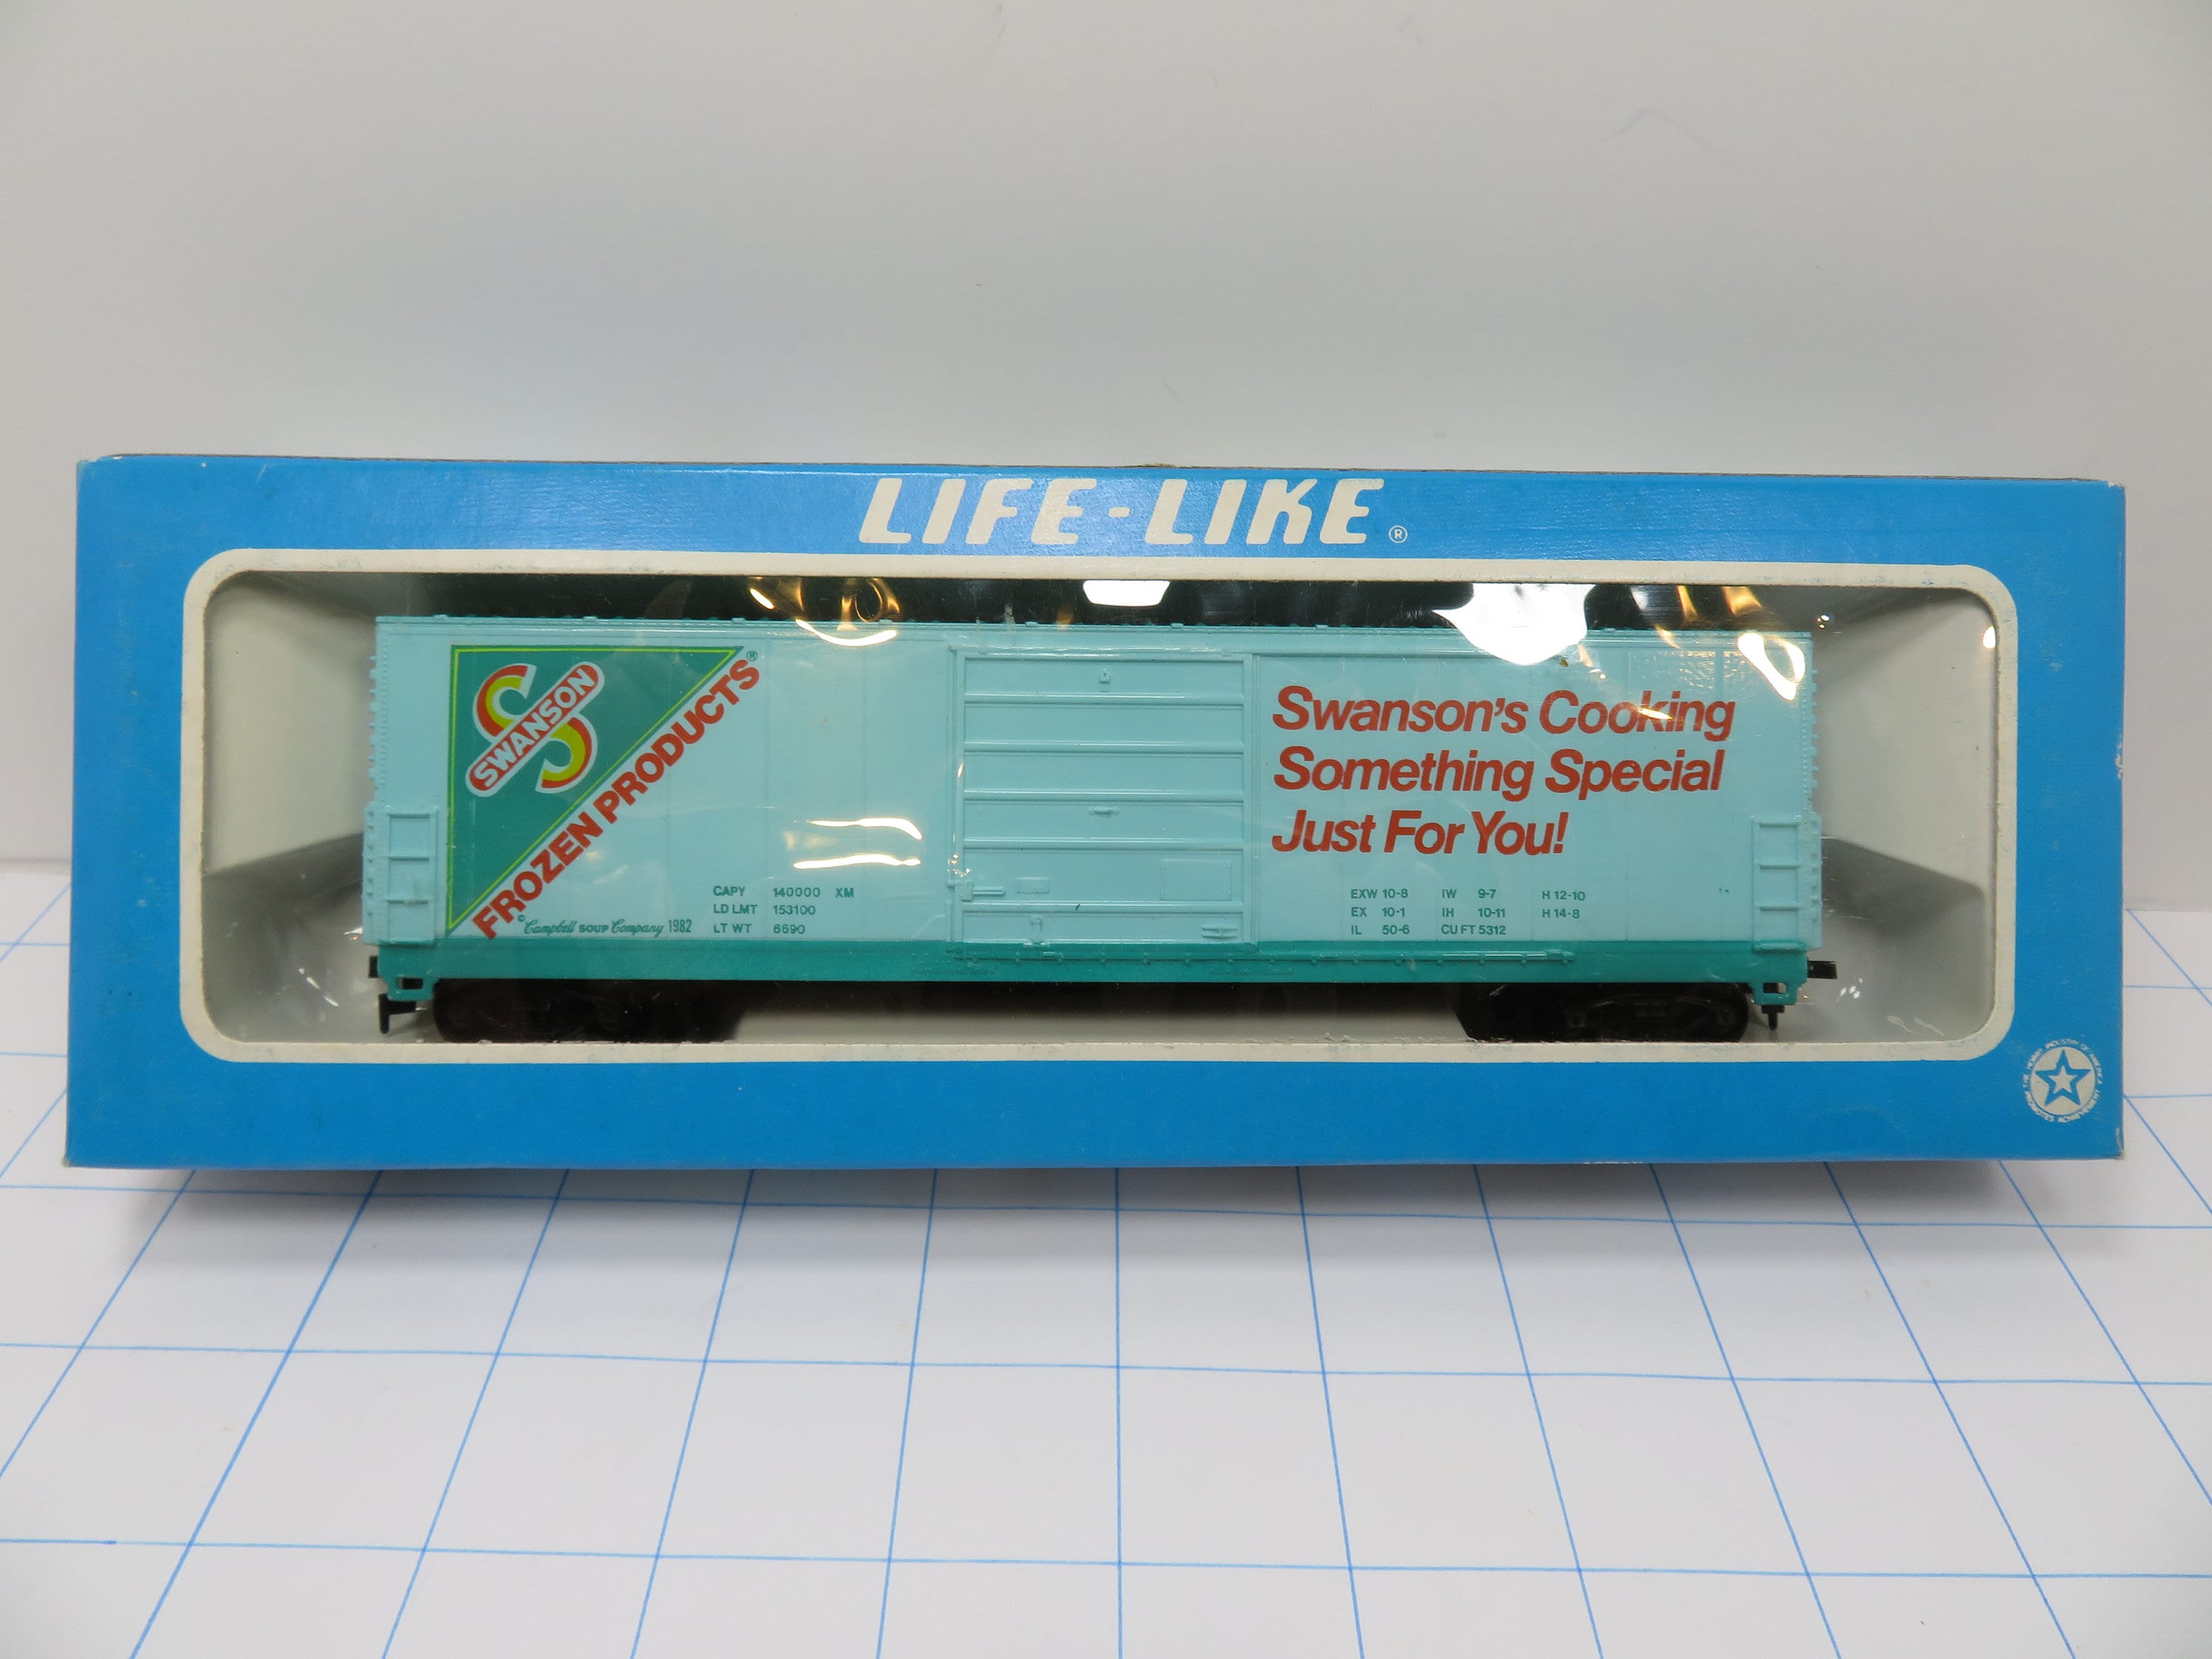 LIFE-LIKE®
SWANSON
S
FROZEN PRODUCTS®
© Campbell SOUP Company 1982
CAPY 140000 XM
LD LMT 153100
LT WT 6690
Swanson's Cooking
Something Special
Just For You!
EXW 10-8 IW 9-7 H 12-10
EX 10-1 IH 10-11 H 14-8
IL 50-6 CU FT 5312